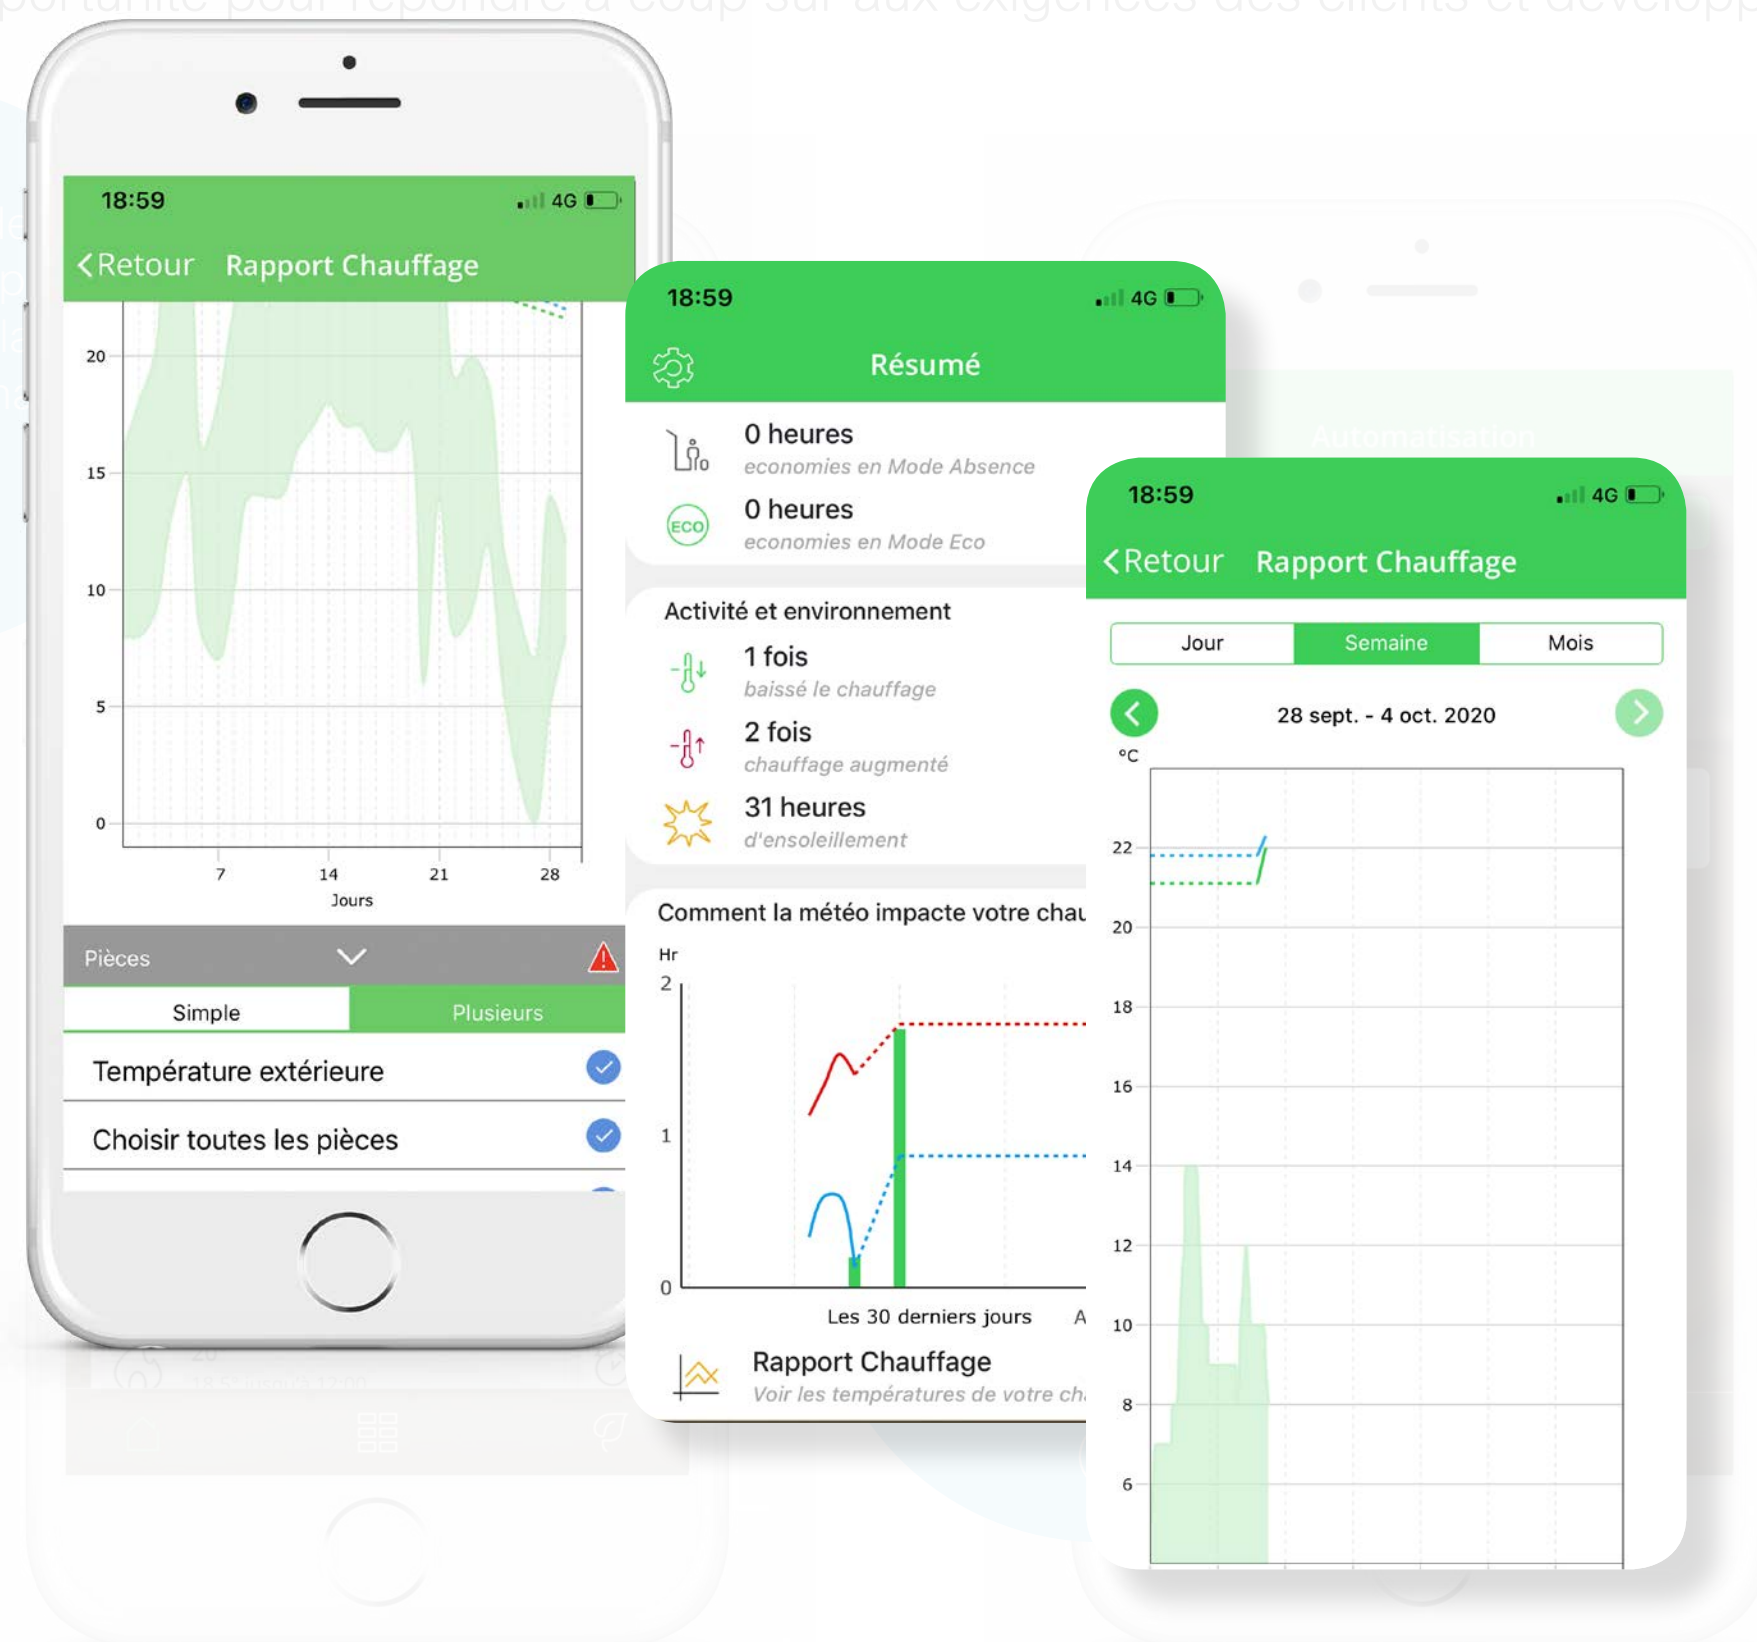 18:59
4G
Retour Rapport Chauffage
20
15
10
5
0
7 14 21 28
Jours
Pièces
Simple Plusieurs
Température extérieure
Choisir toutes les pièces
18:59
4G
Résumé
0 heures
economies en Mode Absence
ECO
0 heures
economies en Mode Eco
Activité et environnement
1 fois
baissé le chauffage
2 fois
chauffage augmenté
31 heures
d'ensoleillement
Comment la météo impacte votre chau
Hr
2
1
0
Les 30 derniers jours A
Rapport Chauffage
Voir les températures de votre ch
Automatisation
18:59
4G
Retour Rapport Chauffage
Jour Semaine Mois
28 sept. - 4 oct. 2020
°C
22
20
18
16
14
12
10
8
6